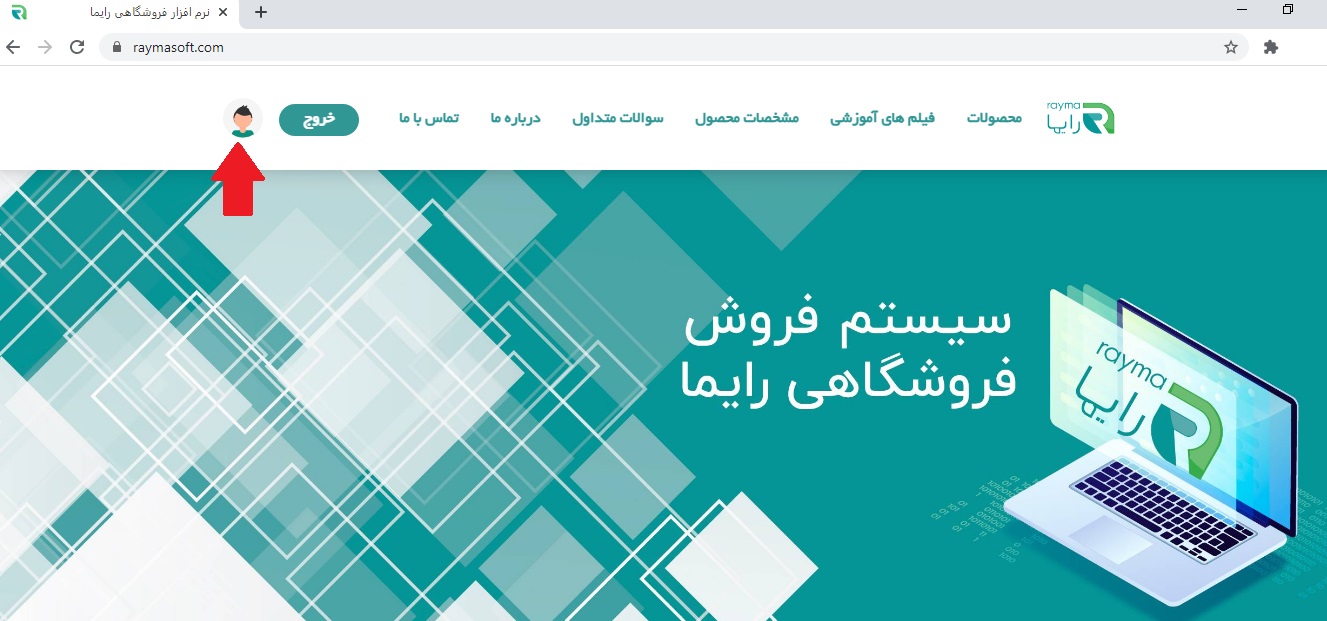 نرم افزار فروشگاهی رایما
raymasoft.com
rayma
رایما
محصولات
فیلم های آموزشی
مشخصات محصول
سوالات متداول
درباره ما
تماس با ما
خروج
سیستم فروش
فروشگاهی رایما
rayma
رایما